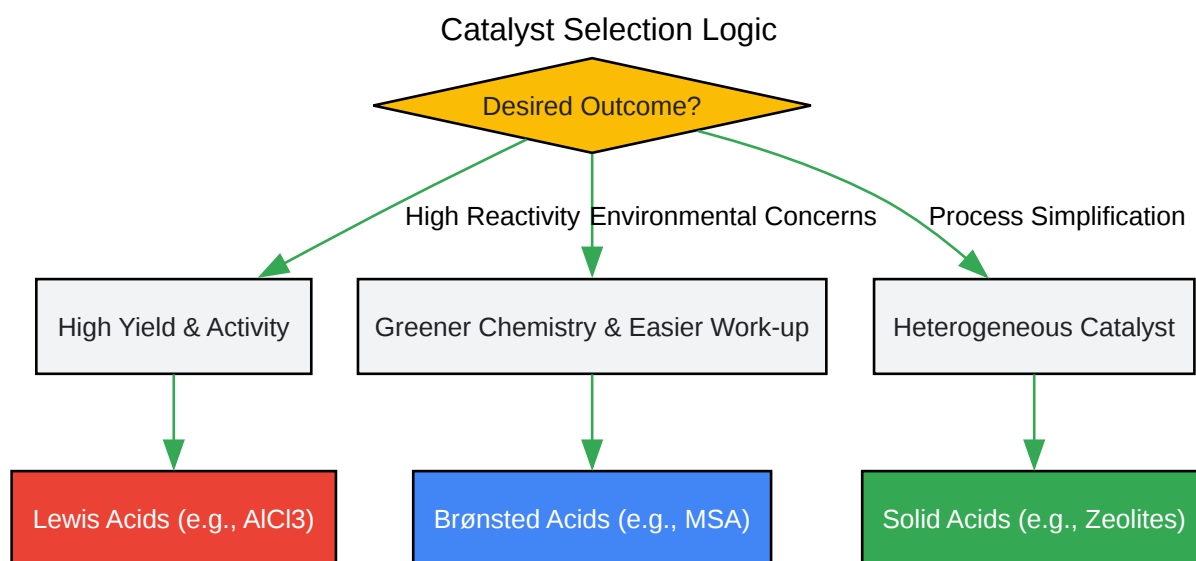 Catalyst Selection Logic
Desired Outcome?
High Reactivity
Environmental Concerns
Process Simplification
High Yield & Activity
Greener Chemistry & Easier Work-up
Heterogeneous Catalyst
Lewis Acids (e.g., AlCl3)
Brønsted Acids (e.g., MSA)
Solid Acids (e.g., Zeolites)